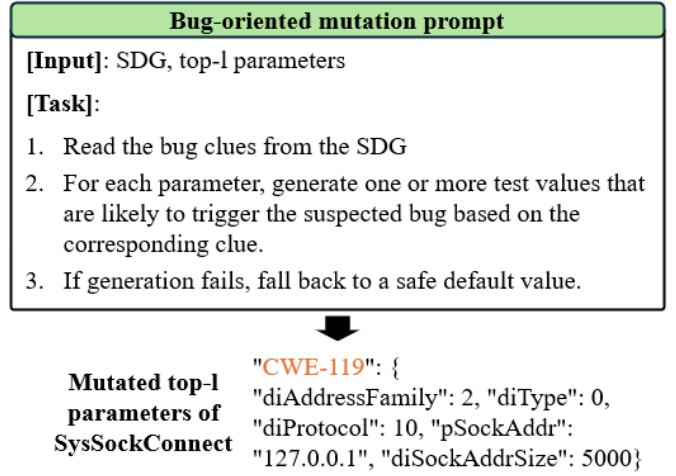 Bug-oriented mutation prompt
[Input]: SDG, top-l parameters
[Task]:
1. Read the bug clues from the SDG
2. For each parameter, generate one or more test values that
are likely to trigger the suspected bug based on the
corresponding clue.
3. If generation fails, fall back to a safe default value.
Mutated top-l
parameters of
SysSockConnect
"CWE-119": {
"diAddressFamily": 2, "diType": 0,
"diProtocol": 10, "pSockAddr":
"127.0.0.1", "diSockAddrSize": 5000}